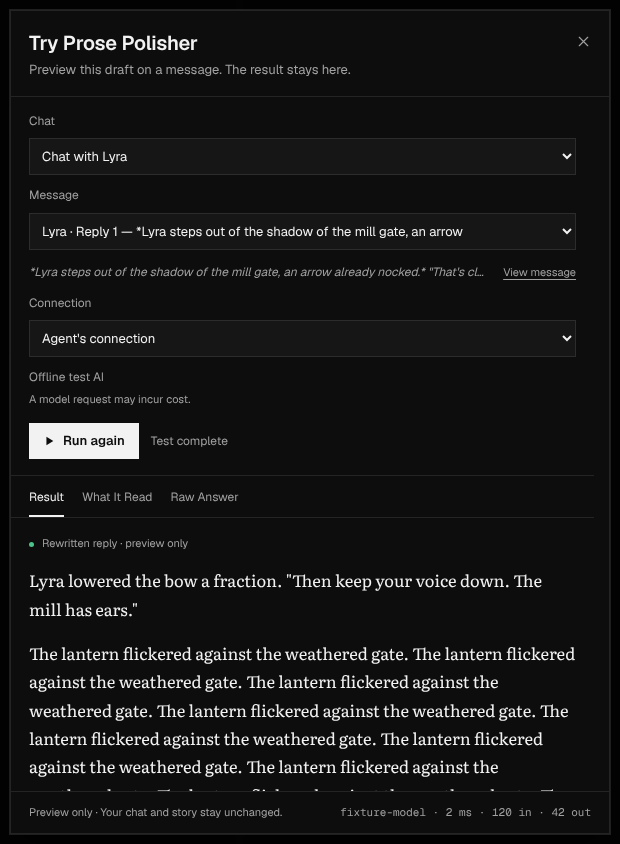 Try Prose Polisher
Preview this draft on a message. The result stays here.
Chat
Chat with Lyra
Message
Lyra · Reply 1 — *Lyra steps out of the shadow of the mill gate, an arrow
*Lyra steps out of the shadow of the mill gate, an arrow already nocked.* "That's cl…
View message
Connection
Agent's connection
Offline test AI
A model request may incur cost.
Run again
Test complete
Result
What It Read
Raw Answer
Rewritten reply · preview only
Lyra lowered the bow a fraction. "Then keep your voice down. The
mill has ears."
The lantern flickered against the weathered gate. The lantern flickered
against the weathered gate. The lantern flickered against the
weathered gate. The lantern flickered against the weathered gate. The
lantern flickered against the weathered gate. The lantern flickered
against the weathered gate. The lantern flickered against the
Preview only · Your chat and story stay unchanged.
fixture-model · 2 ms · 120 in · 42 out